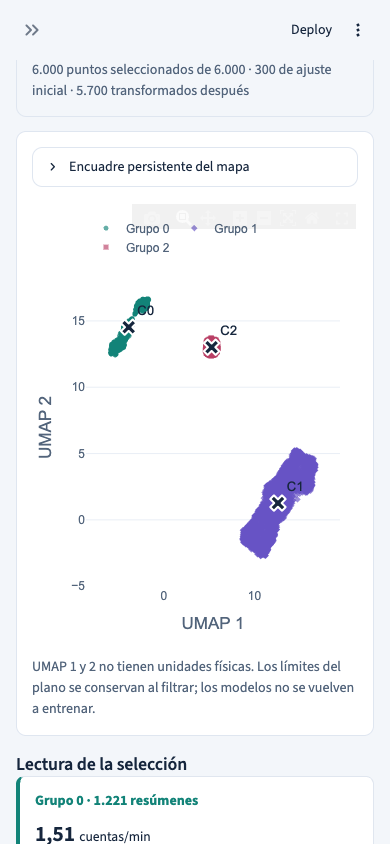 Deploy
6.000 puntos seleccionados de 6.000 · 300 de ajuste
inicial · 5.700 transformados después
Encuadre persistente del mapa
Grupo 0 Grupo 1
Grupo 2
C0
15
C2
10
UMAP 2
5
C1
0
−5
0 10
UMAP 1
UMAP 1 y 2 no tienen unidades físicas. Los límites del
plano se conservan al filtrar; los modelos no se vuelven
a entrenar.
Lectura de la selección
Grupo 0 · 1.221 resúmenes
1,51 cuentas/min